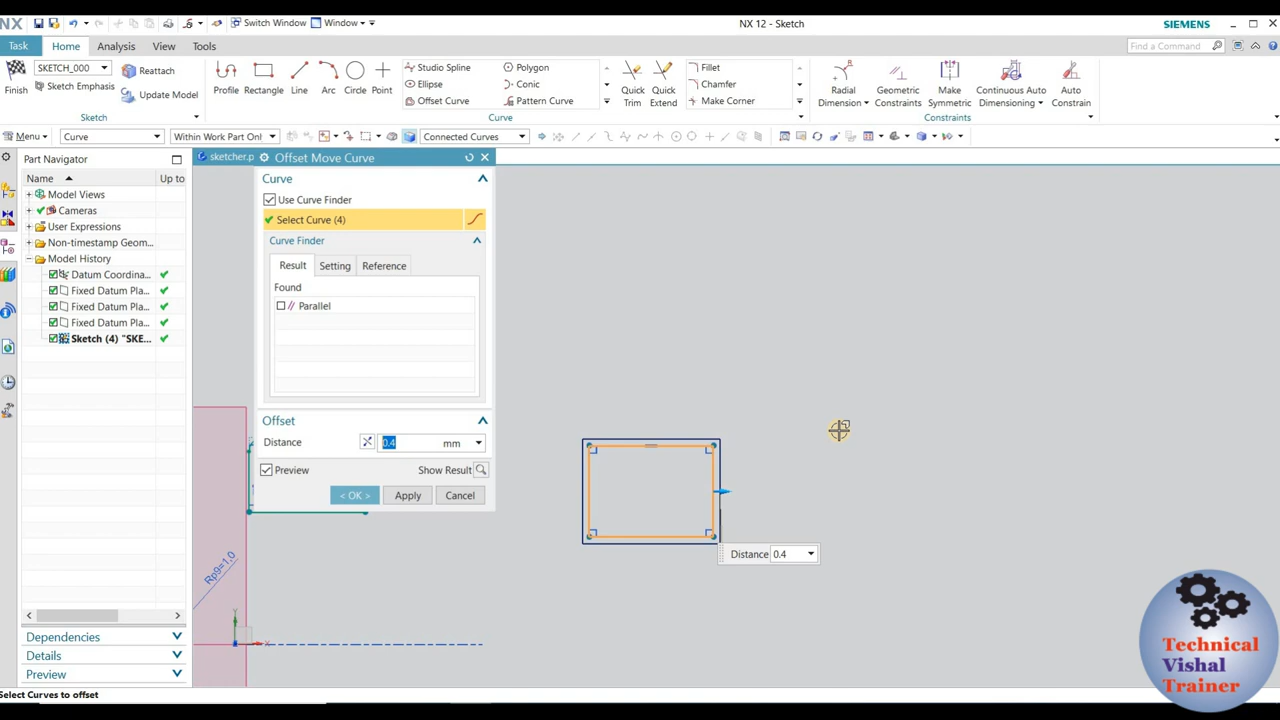 NX
Switch Window
Window
NX 12 - Sketch
SIEMENS
Task
Home
Analysis
View
Tools
Find a Command
Finish
SKETCH_000
Sketch Emphasis
Reattach
Update Model
Sketch
Profile
Rectangle
Line
Arc
Circle
Point
Studio Spline
Ellipse
Offset Curve
Polygon
Conic
Pattern Curve
Curve
Quick
Trim
Quick
Extend
Fillet
Chamfer
Make Corner
Radial
Dimension
Geometric
Constraints
Make
Symmetric
Continuous Auto
Dimensioning
Auto
Constrain
Constraints
Menu
Curve
Within Work Part Onl
Connected Curves
Part Navigator
Name
Up to
Model Views
Cameras
User Expressions
Non-timestamp Geom...
Model History
Datum Coordina...
Fixed Datum Pla...
Fixed Datum Pla...
Fixed Datum Pla...
Sketch (4) "SKE...
Dependencies
Details
Preview
sketcher.p
Offset Move Curve
Curve
Use Curve Finder
Select Curve (4)
Curve Finder
Result
Setting
Reference
Found
Parallel
Offset
Distance
0.4
mm
Preview
Show Result
< OK >
Apply
Cancel
Distance 0.4
Rp9=1.0
Y
X
Select Curves to offset
Technical
Vishal
Trainer